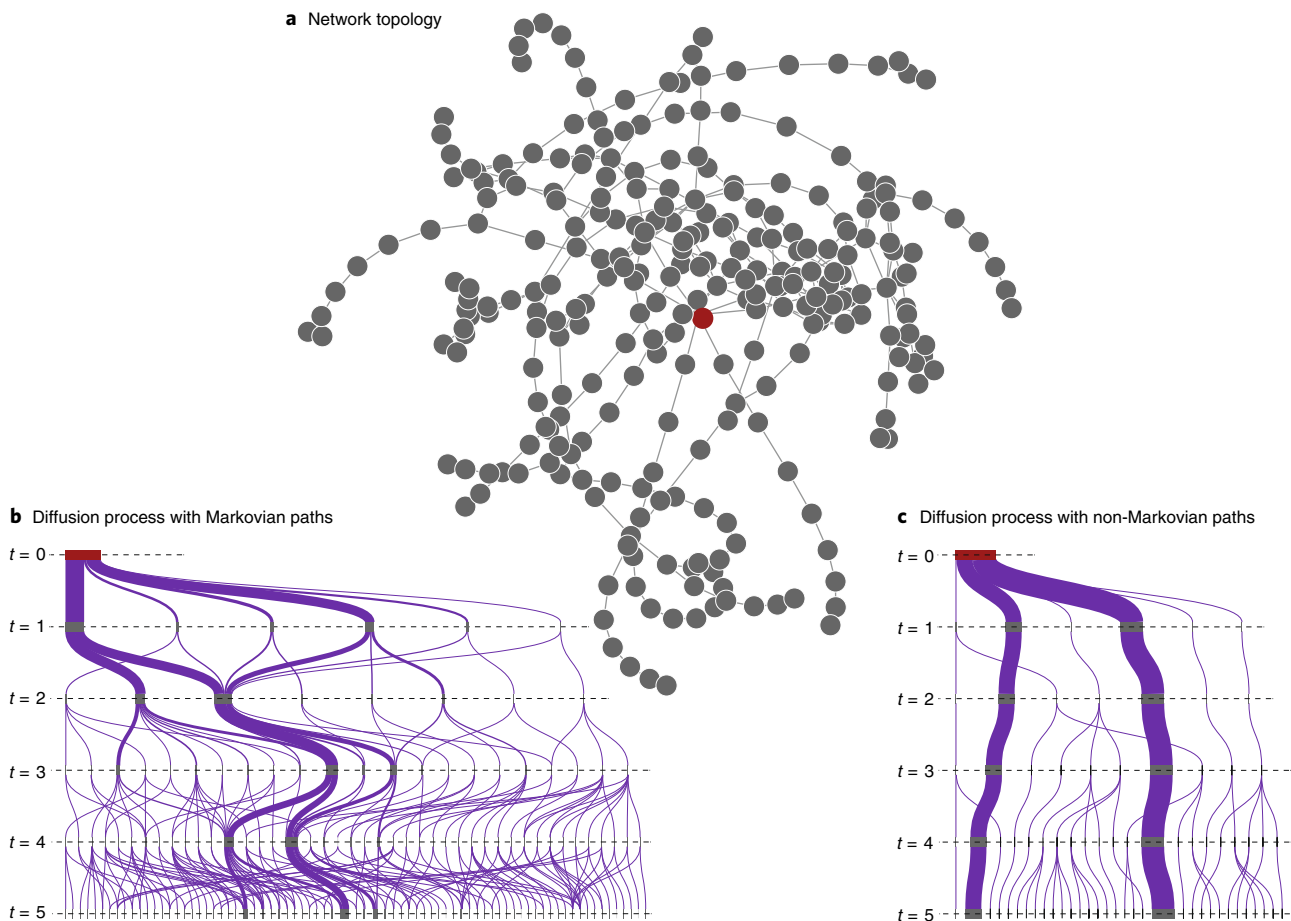 a Network topology
b Diffusion process with Markovian paths
t = 0
t = 1
t = 2
t = 3
t = 4
t = 5
c Diffusion process with non-Markovian paths
t = 0
t = 1
t = 2
t = 3
t = 4
t = 5